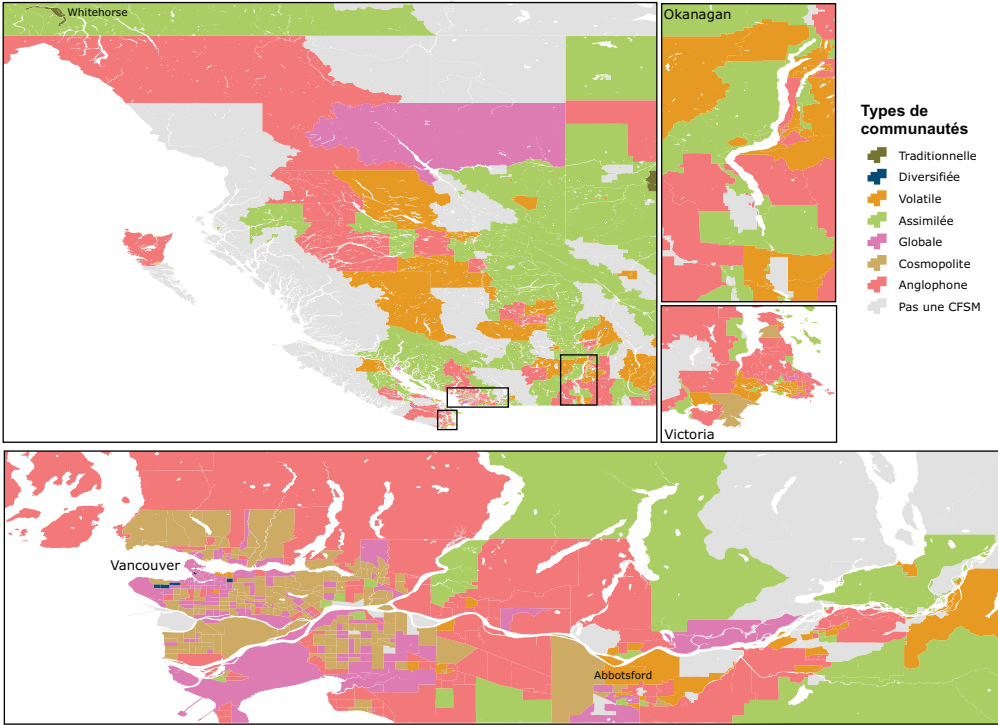 Whitehorse
Okanagan
Types de
communautés
Traditionnelle
Diversifiée
Volatile
Assimilée
Globale
Cosmopolite
Anglophone
Pas une CFSM
Victoria
Vancouver
Abbotsford